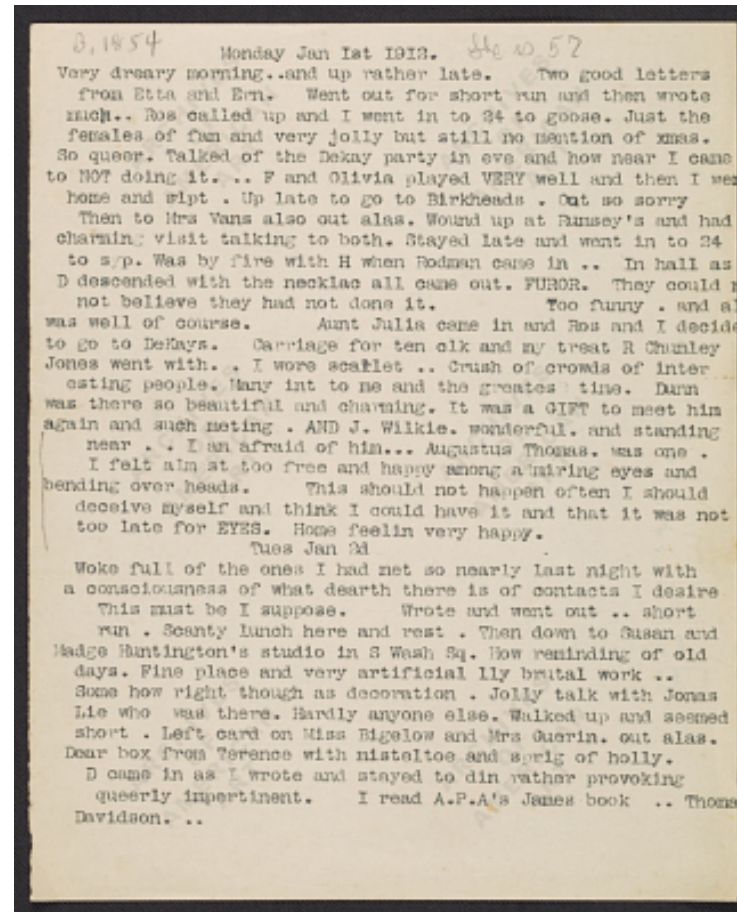 B, 1854 She is 57
Monday Jan 1st 1912.
Very dreary morning..and up rather late. Two good letters
from Etta and Ern. Went out for short run and then wrote
much.. Ros called up and I went in to 24 to goose. Just the
females of fam and very jolly but still no mention of xmas.
So queer. Talked of the Dekay party in eve and how near I came
to NOT doing it. .. F and Olivia played VERY well and then I wen
home and wipt . Up late to go to Birkheads . Out so sorry
Then to Mrs Vans also out alas. Wound up at Rumsey's and had
charming visit talking to both. Stayed late and went in to 24
to syp. Was by fire with H when Rodman came in .. In hall as
D descended with the necklac all came out. FUROR. They could n
not believe they had not done it. Too funny . and al
was well of course. Aunt Julia came in and Ros and I decide
to go to DeKays. Carriage for ten clk and my treat R Chumley
Jones went with. . I wore scarlet .. Crush of crowds of inter
esting people. Many int to me and the greates time. Dunn
was there so beautiful and charming. It was a GIFT to meet him
again and such meting . AND J. Wilkie. wonderful. and standing
near . . I am afraid of him... Augustus Thomas. was one .
I felt alm st too free and happy among admiring eyes and
bending over heads. This should not happen often I should
deceive myself and think I could have it and that it was not
too late for EYES. Home feelin very happy.
Tues Jan 2d
Woke full of the ones I had met so nearly last night with
a consciousness of what dearth there is of contacts I desire
This must be I suppose. Wrote and went out .. short
run . Scanty lunch here and rest . Then down to Susan and
Madge Huntington's studio in S Wash Sq. How reminding of old
days. Fine place and very artificial lly brutal work ..
Some how right though as decoration . Jolly talk with Jonas
Lie who was there. Hardly anyone else. Walked up and seemed
short . Left card on Miss Bigelow and Mrs Guerin. out alas.
Dear box from Terence with misteltoe and sprig of holly.
D came in as I wrote and stayed to din rather provoking
queerly impertinent. I read A.P.A's James book .. Thoma
Davidson. ..